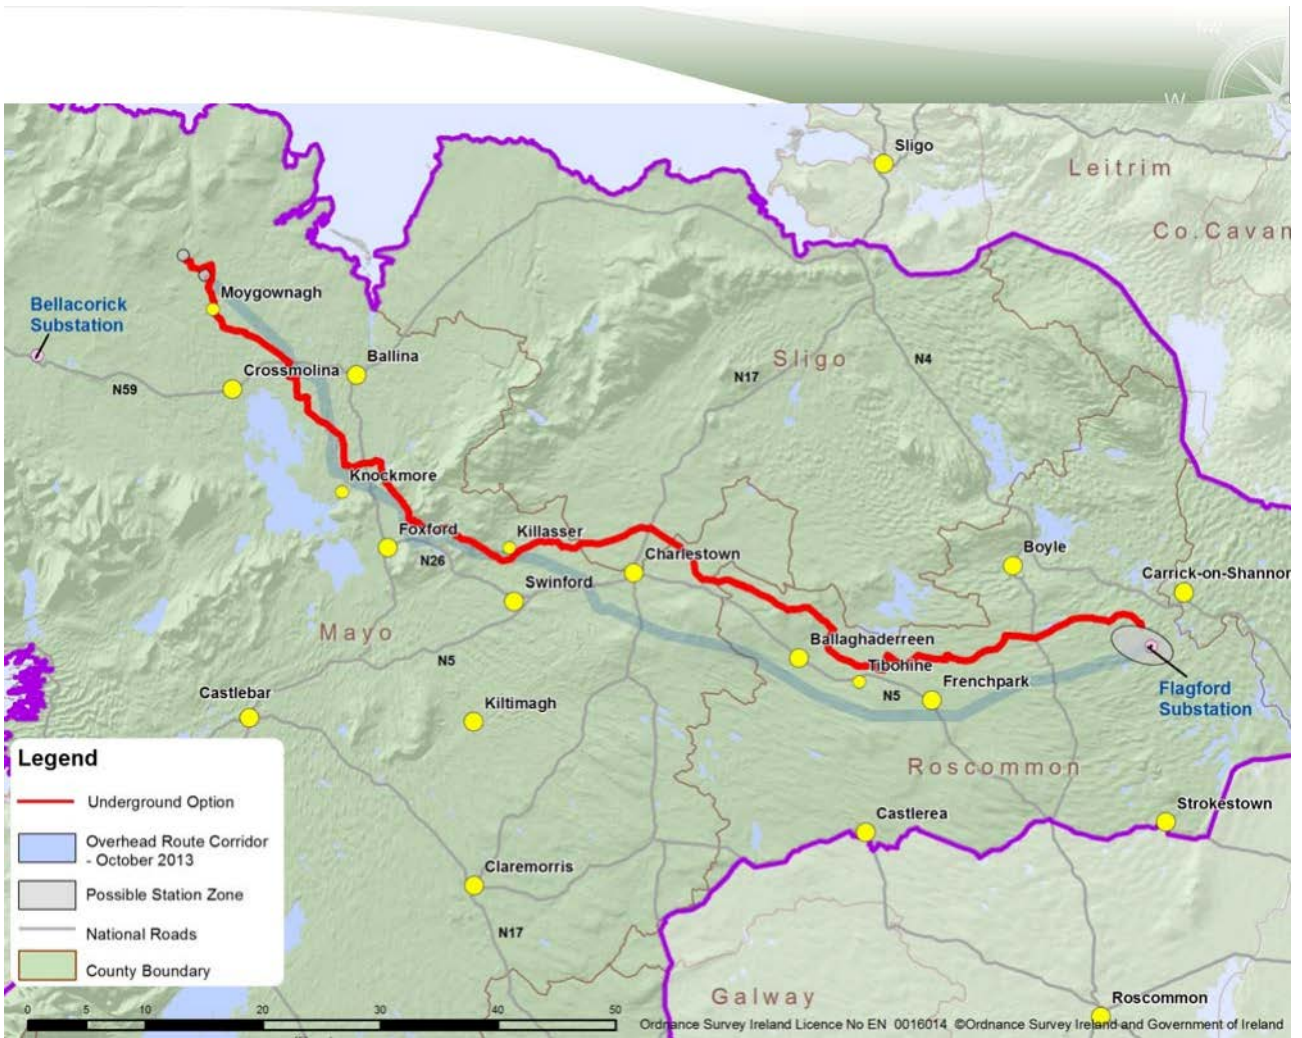 NW
W
Sligo
Leitrim
Co.Cavan
Moygownagh
Bellacorick
Substation
Ballina
Crossmolina
N59
Sligo
N4
N17
Knockmore
Foxford
Killasser
N26
Charlestown
Swinford
Boyle
Carrick-on-Shannon
Mayo
Ballaghaderreen
Tibohine
N5
N5
Frenchpark
Flagford
Substation
Castlebar
Kiltimagh
Roscommon
Castlerea
Strokestown
Claremorris
N17
Galway
Roscommon
Legend
Underground Option
Overhead Route Corridor
- October 2013
Possible Station Zone
National Roads
County Boundary
0 5 10 20 30 40 50
Ordnance Survey Ireland Licence No EN 0016014 ©Ordnance Survey Ireland and Government of Ireland